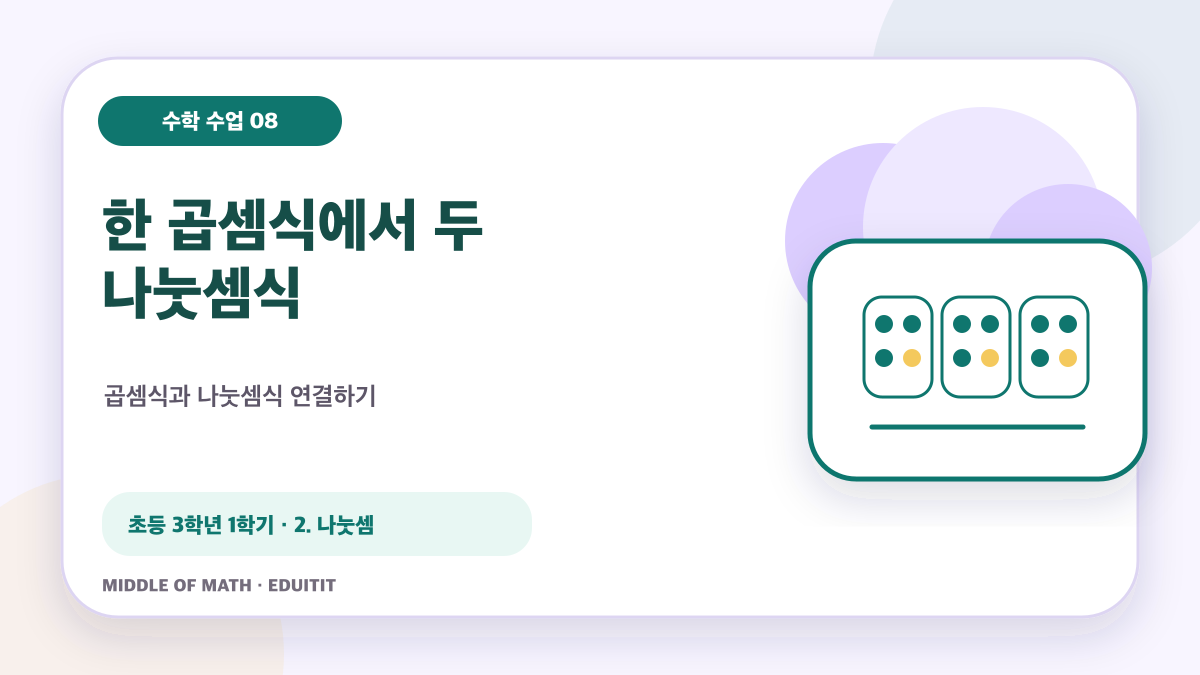 수학 수업 08
한 곱셈식에서 두
나눗셈식
곱셈식과 나눗셈식 연결하기
초등 3학년 1학기 · 2. 나눗셈
MIDDLE OF MATH · EDUITIT